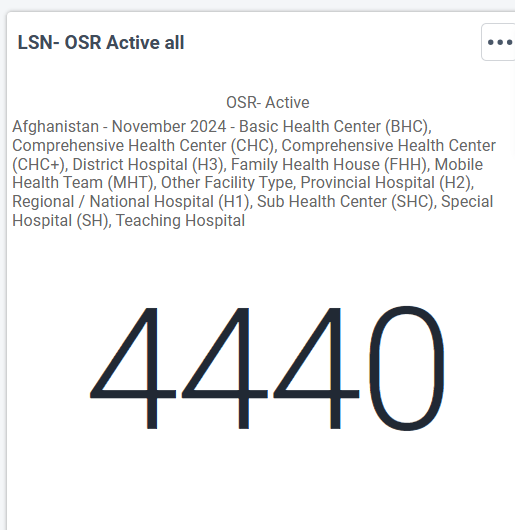 LSN- OSR Active all
OSR- Active
Afghanistan - November 2024 - Basic Health Center (BHC),
Comprehensive Health Center (CHC), Comprehensive Health Center
(CHC+), District Hospital (H3), Family Health House (FHH), Mobile
Health Team (MHT), Other Facility Type, Provincial Hospital (H2),
Regional / National Hospital (H1), Sub Health Center (SHC), Special
Hospital (SH), Teaching Hospital
4440